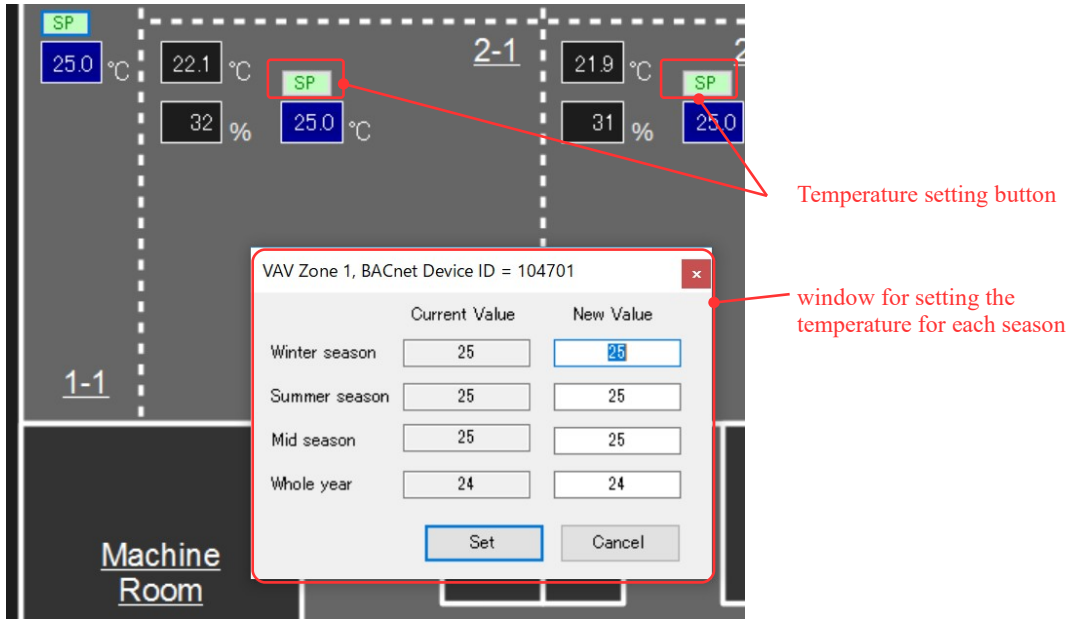 SP
25.0 °C
22.1 °C
SP
2-1
21.9 °C
SP
2
32 %
25.0 °C
31 %
25.0
Temperature setting button
VAV Zone 1, BACnet Device ID = 104701
×
window for setting the
temperature for each season
Current Value New Value
Winter season 25 25
Summer season 25 25
Mid season 25 25
Whole year 24 24
Set Cancel
1-1
Machine
Room